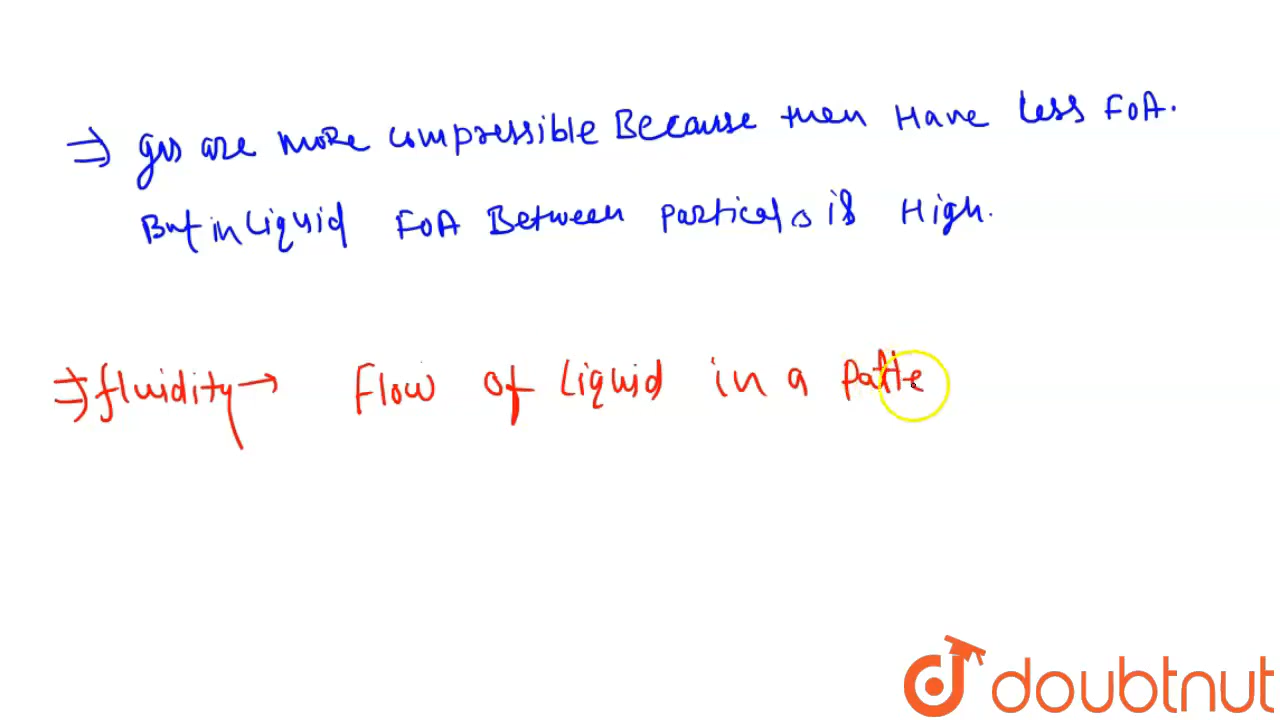 ⇒ gas are more compressible Because then Have less FOA.
But in liquid FOA Between particals is High.
⇒ fluidity → Flow of liquid in a Patte
doubtnut